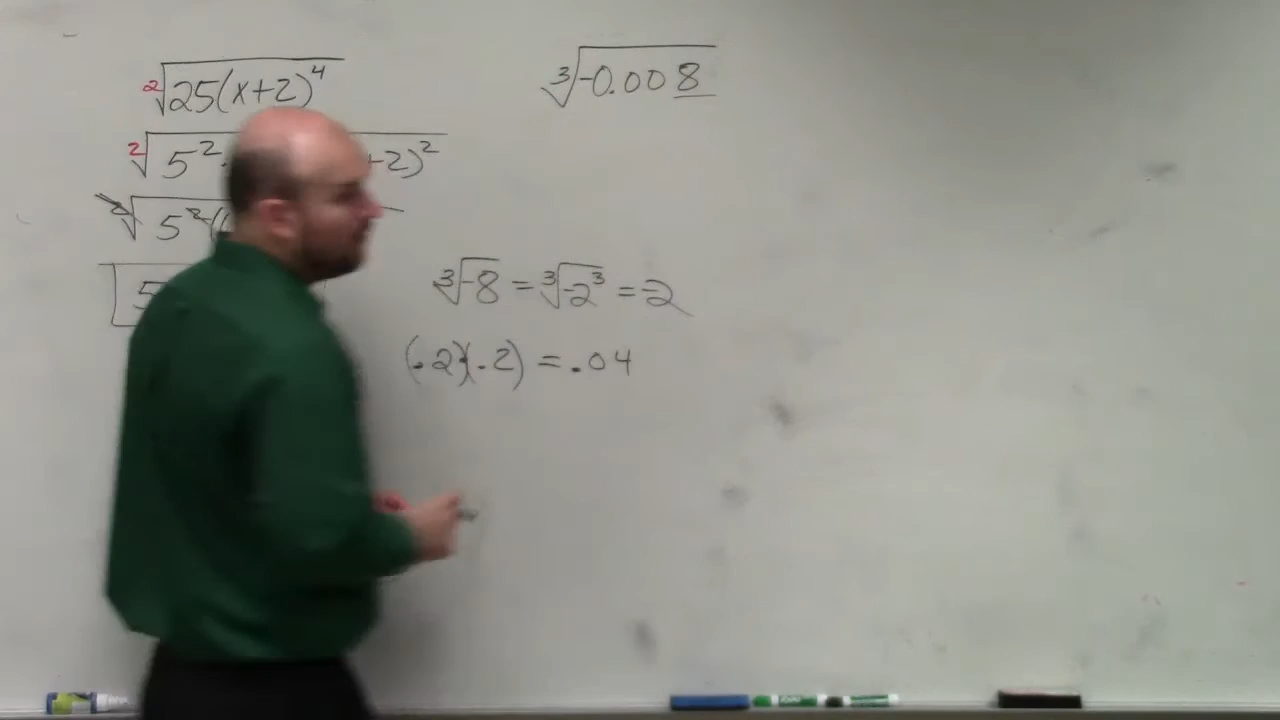 ²√25(x+2)⁴
²√5² +2)²
²√5²(
5
³√-0.008
³√-8 = ³√-2³ = -2
(.2)(.2) = .04